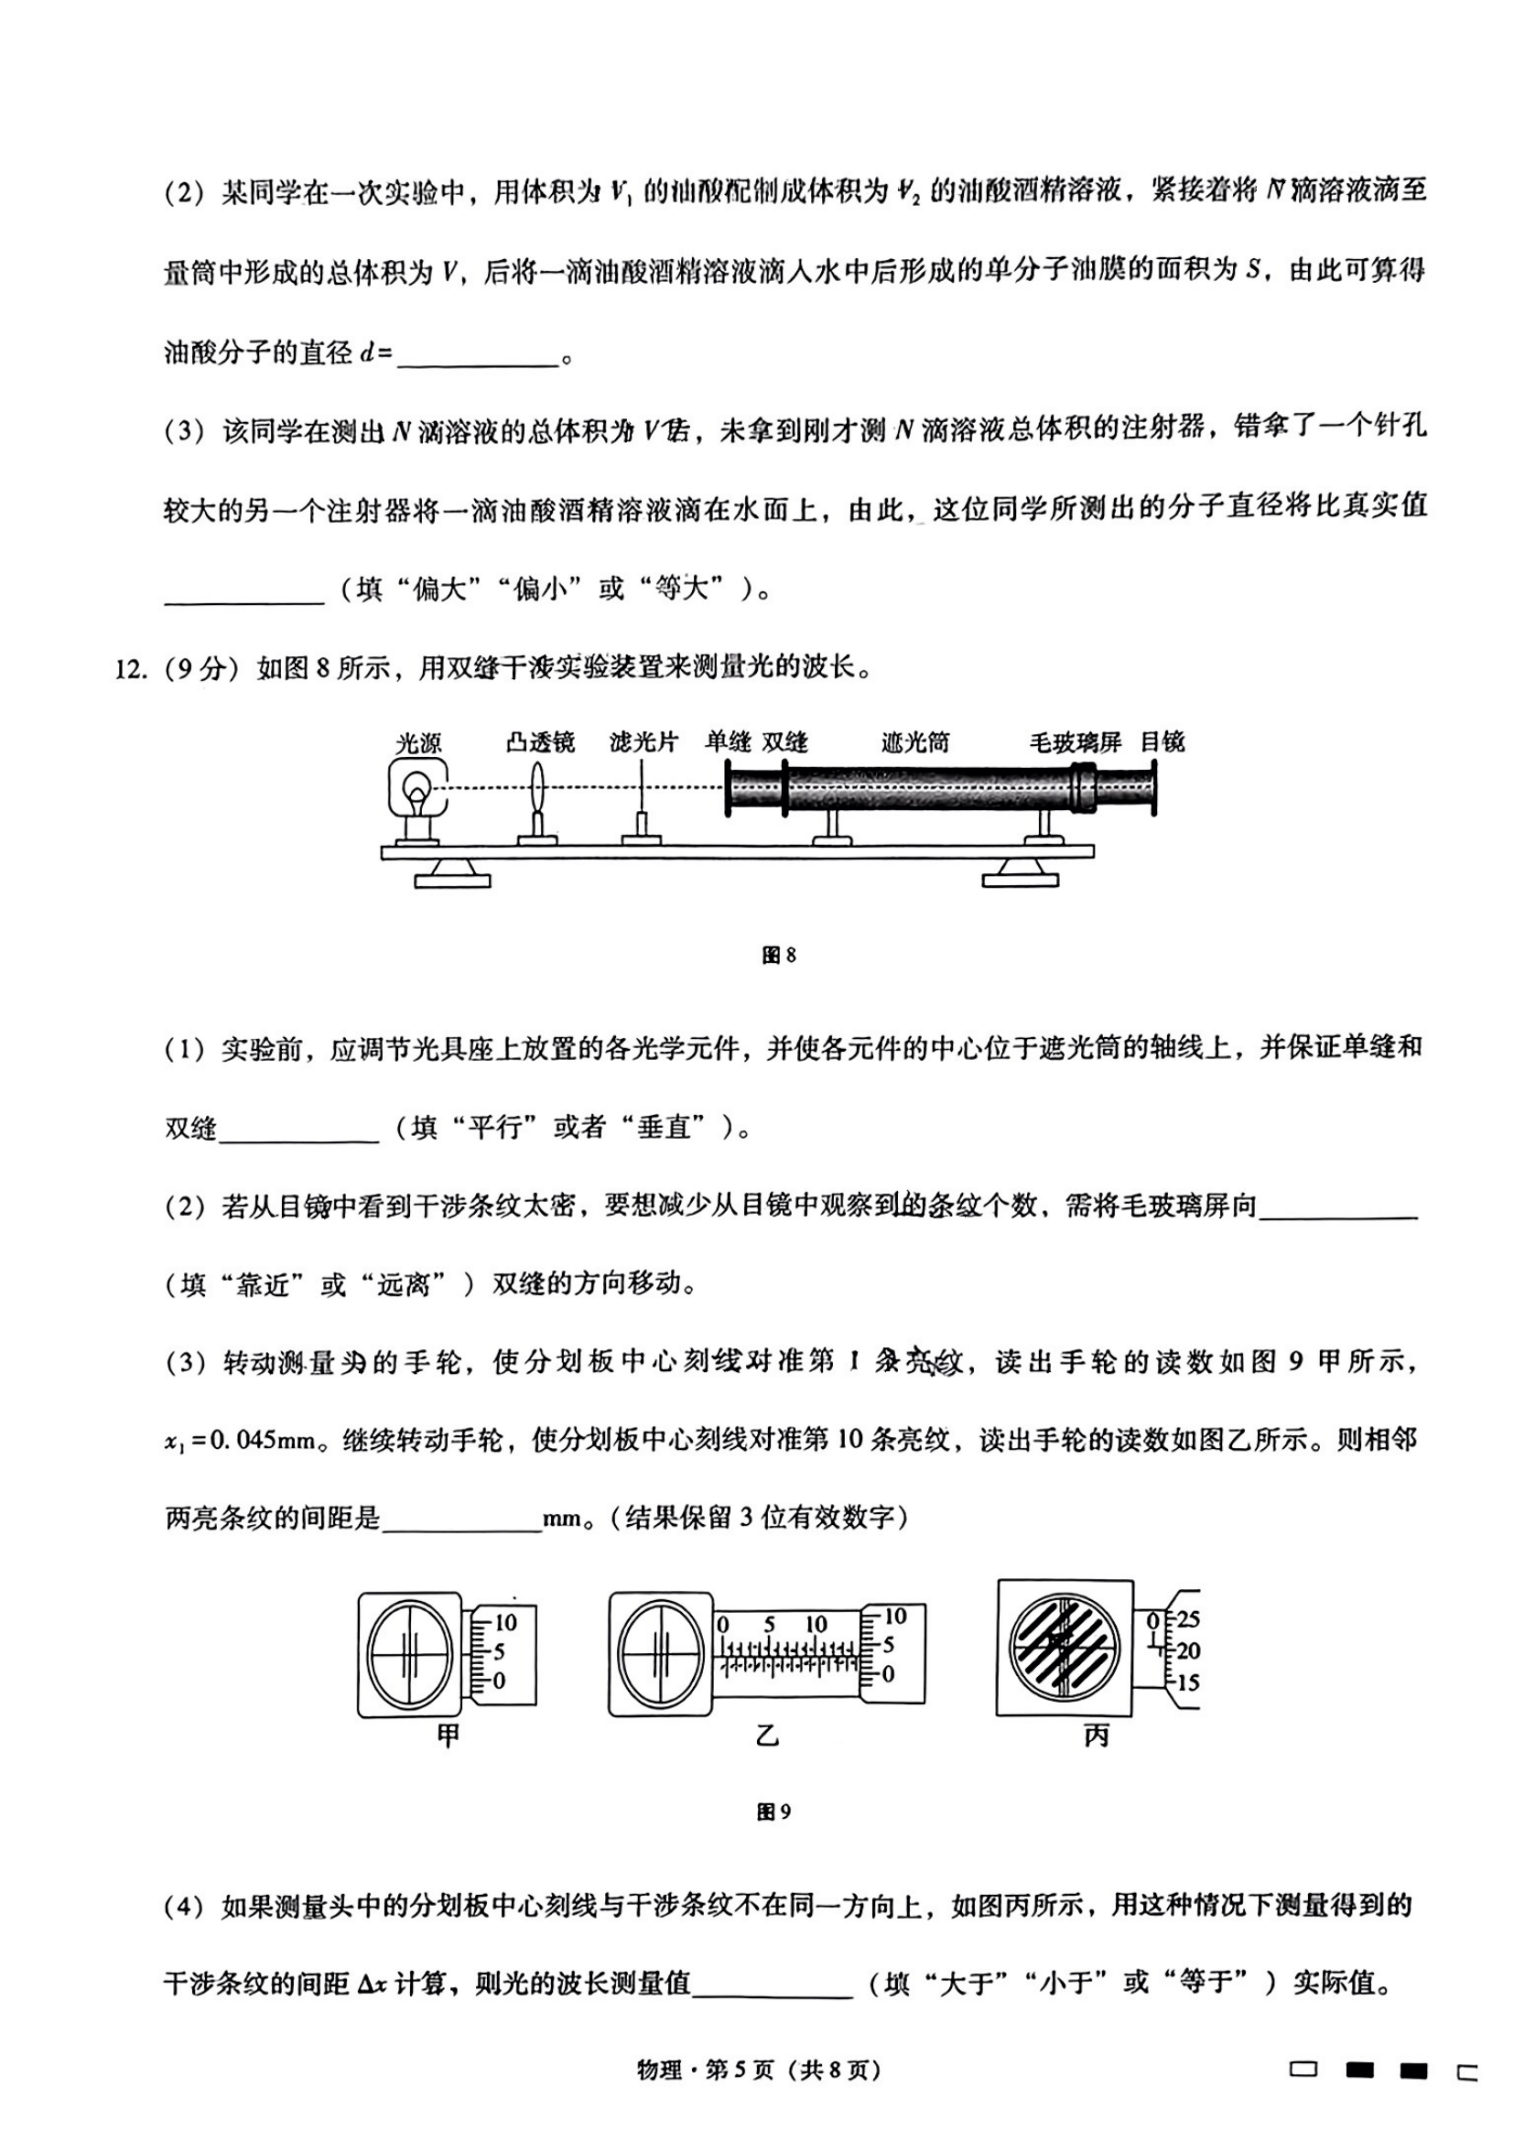 （2）某同学在一次实验中，用体积为 V₁ 的油酸配制成体积为 V₂ 的油酸酒精溶液，紧接着将 N 滴溶液滴至
量筒中形成的总体积为 V，后将一滴油酸酒精溶液滴人水中后形成的单分子油膜的面积为 S，由此可算得
油酸分子的直径 d=__________。
（3）该同学在测出 N 滴溶液的总体积为 V 后，未拿到刚才测 N 滴溶液总体积的注射器，错拿了一个针孔
较大的另一个注射器将一滴油酸酒精溶液滴在水面上，由此，这位同学所测出的分子直径将比真实值
__________（填“偏大”“偏小”或“等大”）。
12.（9 分）如图 8 所示，用双缝干涉实验装置来测量光的波长。
光源 凸透镜 滤光片 单缝 双缝 遮光筒 毛玻璃屏 目镜
图 8
（1）实验前，应调节光具座上放置的各光学元件，并使各元件的中心位于遮光筒的轴线上，并保证单缝和
双缝__________（填“平行”或者“垂直”）。
（2）若从目镜中看到干涉条纹太密，要想减少从目镜中观察到的条纹个数，需将毛玻璃屏向__________
（填“靠近”或“远离”）双缝的方向移动。
（3）转动测量头的手轮，使分划板中心刻线对准第 1 条亮纹，读出手轮的读数如图 9 甲所示，
x₁=0.045mm。继续转动手轮，使分划板中心刻线对准第 10 条亮纹，读出手轮的读数如图乙所示。则相邻
两亮条纹的间距是__________mm。（结果保留 3 位有效数字）
10
5
0
甲
0 5 10
10
5
0
乙
0
25
20
15
丙
图 9
（4）如果测量头中的分划板中心刻线与干涉条纹不在同一方向上，如图丙所示，用这种情况下测量得到的
干涉条纹的间距 Δx 计算，则光的波长测量值__________（填“大于”“小于”或“等于”）实际值。
物理·第 5 页（共 8 页）